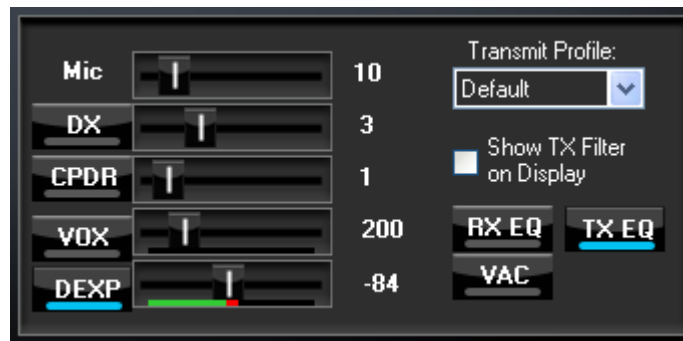 Mic 10
DX 3
CPDR 1
VOX 200
DEXP -84
Transmit Profile:
Default
Show TX Filter
on Display
RX EQ TX EQ
VAC